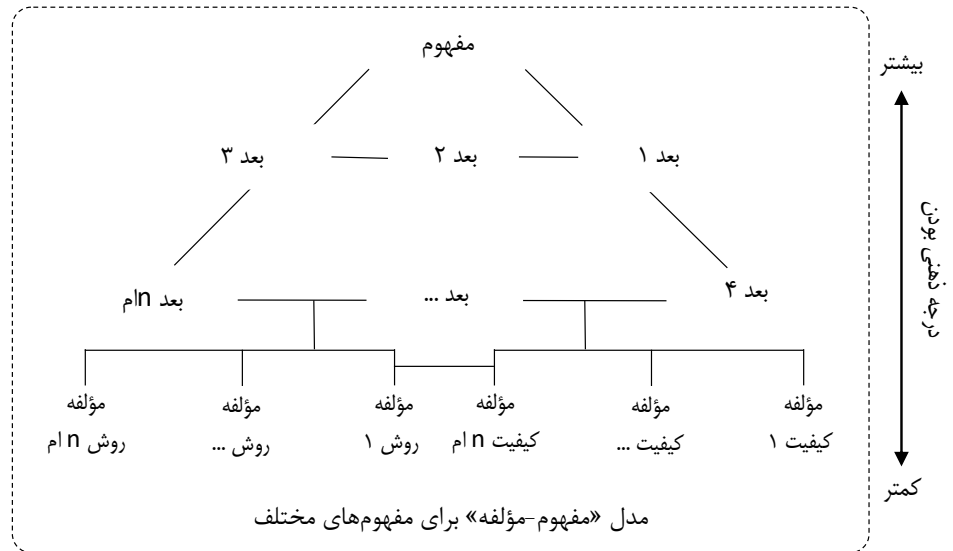 مفهوم
بیشتر
بعد ۱
بعد ۲
بعد ۳
درجه ذهنی بودن
بعد ۴
بعد ...
بعد nام
مؤلفه
کیفیت ۱
مؤلفه
کیفیت ...
مؤلفه
کیفیت n ام
مؤلفه
روش ۱
مؤلفه
روش ...
مؤلفه
روش n ام
کمتر
مدل «مفهوم-مؤلفه» برای مفهوم‌های مختلف